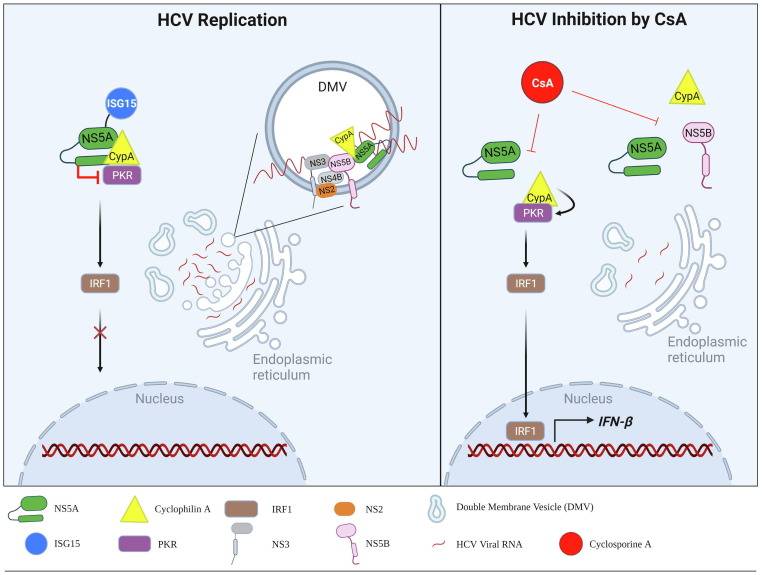 HCV Replication
ISG15
NS5A
CypA
PKR
IRF1
DMV
CypA
NS5A
NS3
NS5B
NS4B
NS2
Endoplasmic
reticulum
Nucleus
HCV Inhibition by CsA
CsA
CypA
NS5B
NS5A
NS5A
CypA
PKR
IRF1
Endoplasmic
reticulum
Nucleus
IRF1
IFN-β
NS5A
Cyclophilin A
IRF1
NS2
Double Membrane Vesicle (DMV)
ISG15
PKR
NS3
NS5B
HCV Viral RNA
Cyclosporine A